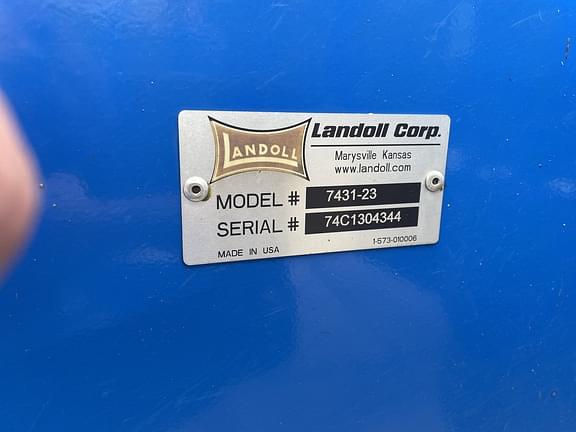 LANDOLL
Landoll Corp.
Marysville Kansas
www.landoll.com
MODEL # 7431-23
SERIAL # 74C1304344
MADE IN USA
1-573-010006